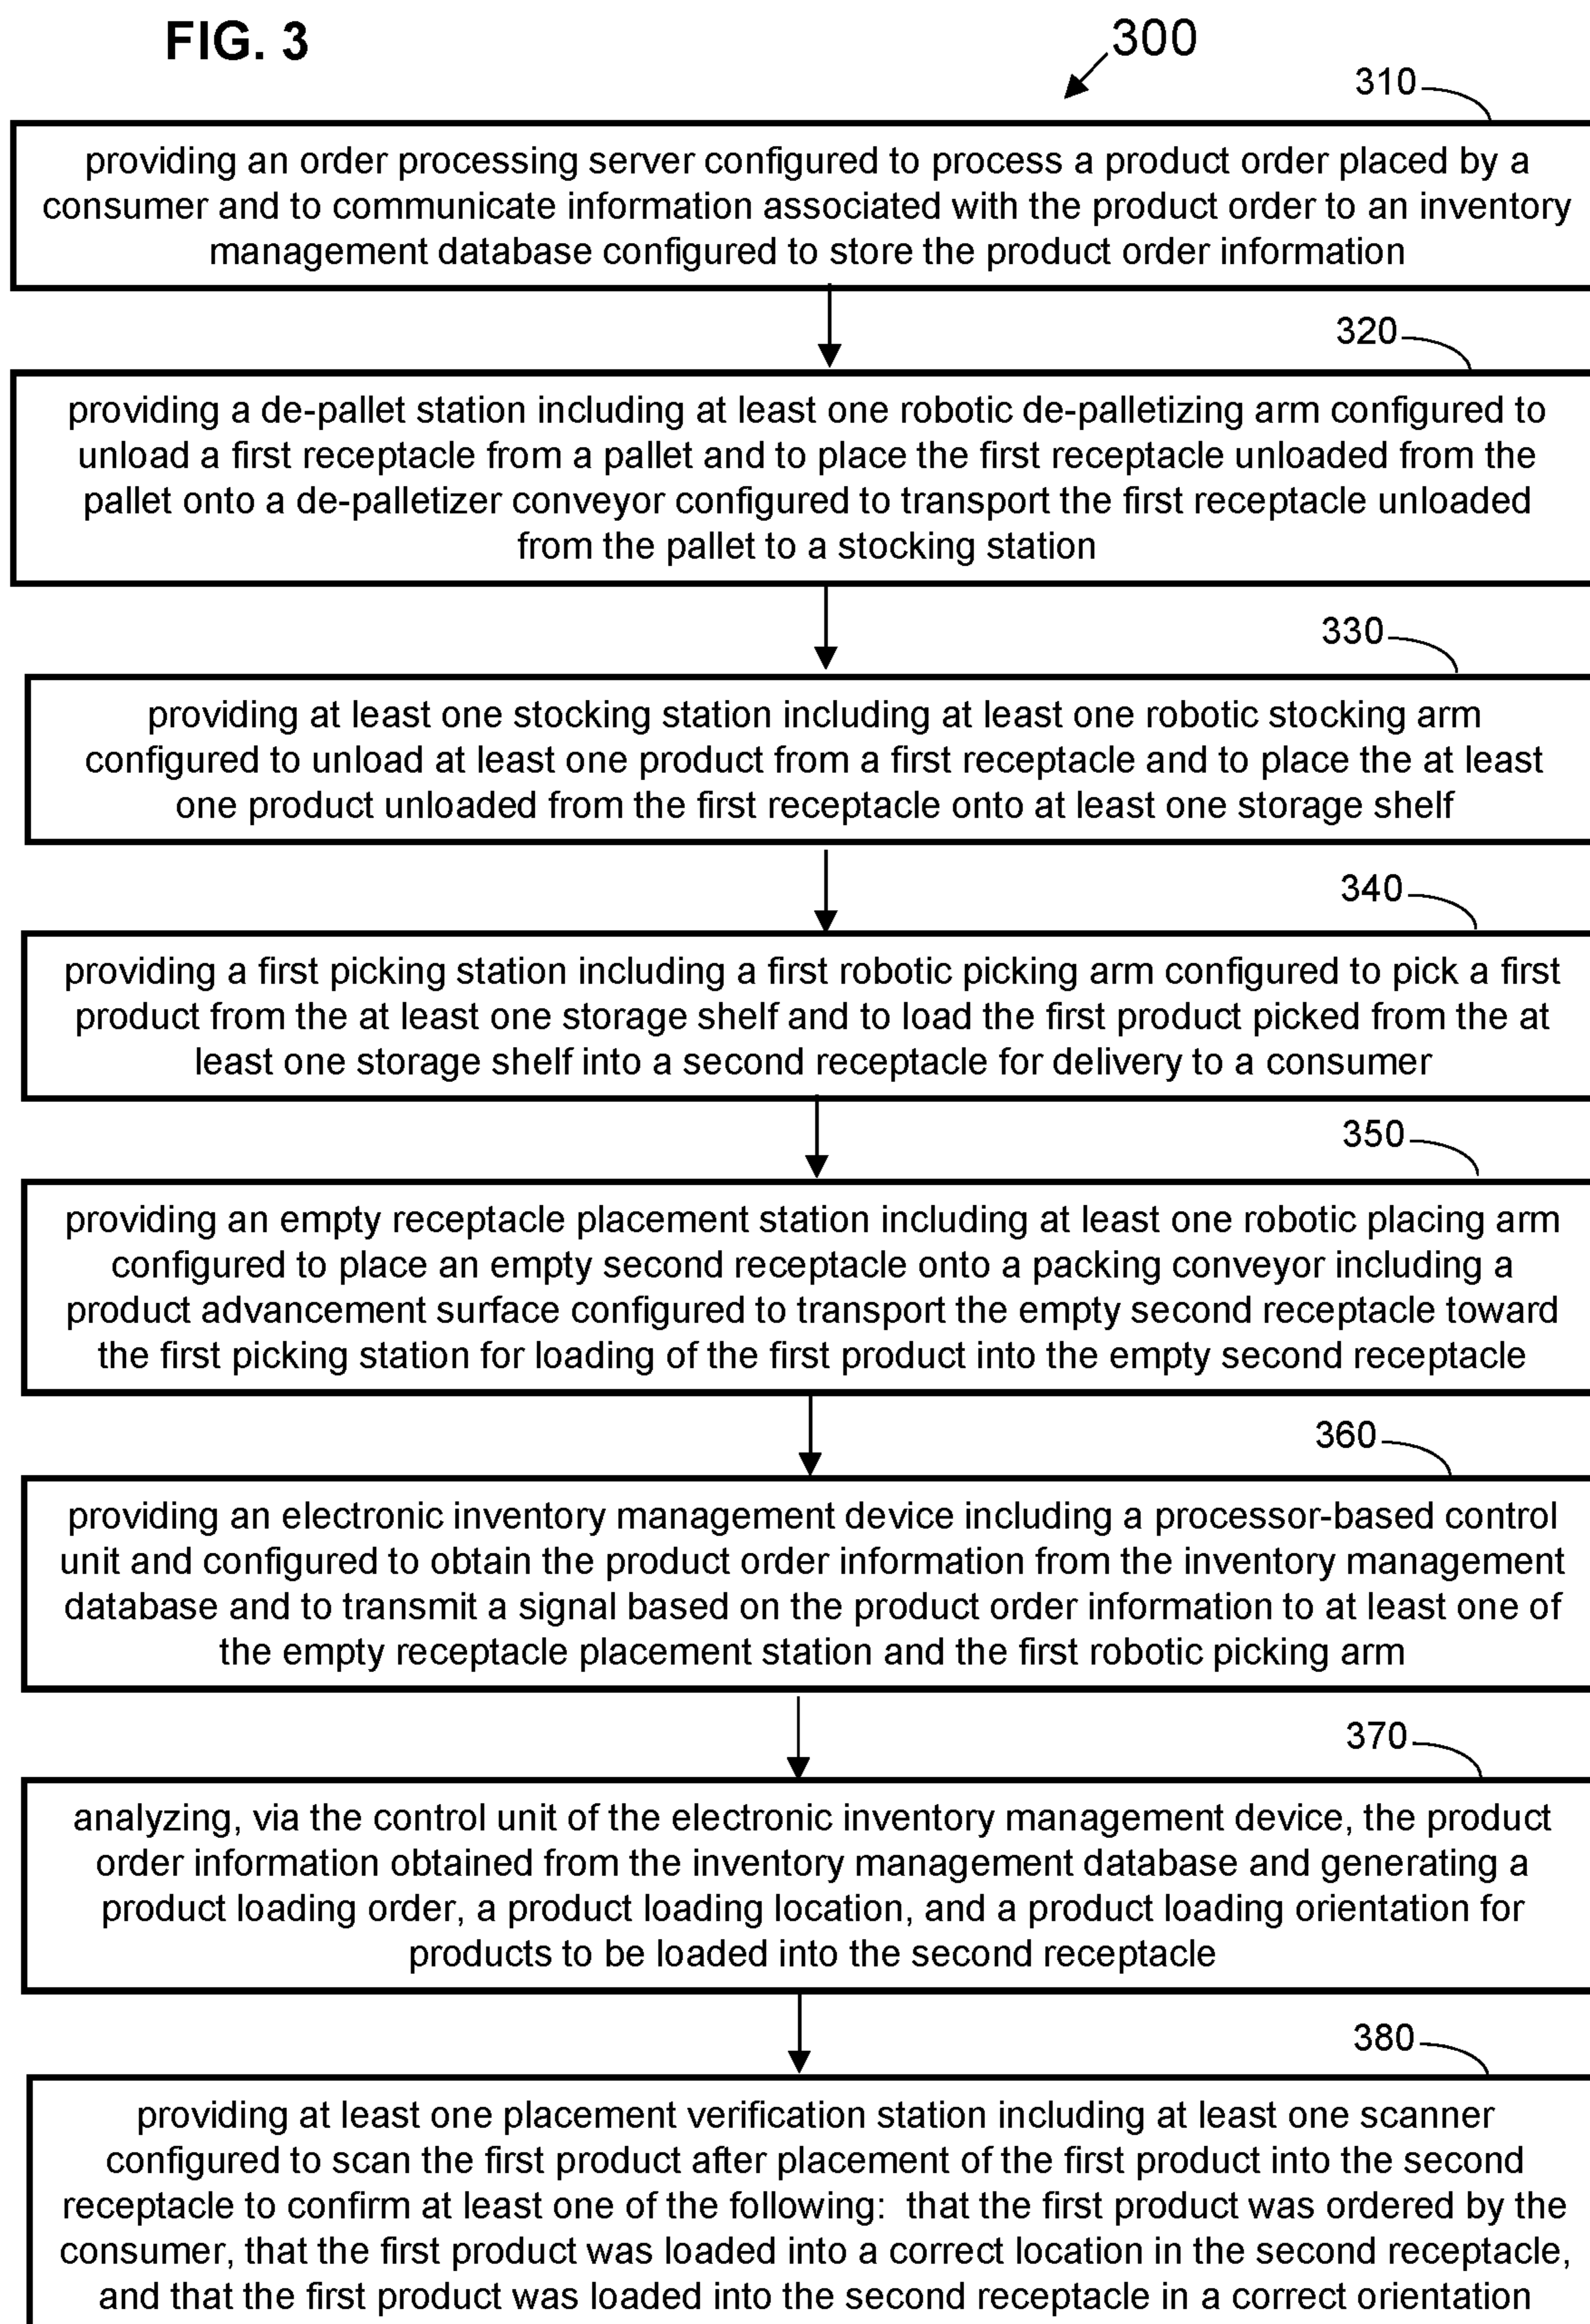 FIG. 3
300
310
providing an order processing server configured to process a product order placed by a
consumer and to communicate information associated with the product order to an inventory
management database configured to store the product order information
320
providing a de-pallet station including at least one robotic de-palletizing arm configured to
unload a first receptacle from a pallet and to place the first receptacle unloaded from the
pallet onto a de-palletizer conveyor configured to transport the first receptacle unloaded
from the pallet to a stocking station
330
providing at least one stocking station including at least one robotic stocking arm
configured to unload at least one product from a first receptacle and to place the at least
one product unloaded from the first receptacle onto at least one storage shelf
340
providing a first picking station including a first robotic picking arm configured to pick a first
product from the at least one storage shelf and to load the first product picked from the at
least one storage shelf into a second receptacle for delivery to a consumer
350
providing an empty receptacle placement station including at least one robotic placing arm
configured to place an empty second receptacle onto a packing conveyor including a
product advancement surface configured to transport the empty second receptacle toward
the first picking station for loading of the first product into the empty second receptacle
360
providing an electronic inventory management device including a processor-based control
unit and configured to obtain the product order information from the inventory management
database and to transmit a signal based on the product order information to at least one of
the empty receptacle placement station and the first robotic picking arm
370
analyzing, via the control unit of the electronic inventory management device, the product
order information obtained from the inventory management database and generating a
product loading order, a product loading location, and a product loading orientation for
products to be loaded into the second receptacle
380
providing at least one placement verification station including at least one scanner
configured to scan the first product after placement of the first product into the second
receptacle to confirm at least one of the following:  that the first product was ordered by the
consumer, that the first product was loaded into a correct location in the second receptacle,
and that the first product was loaded into the second receptacle in a correct orientation